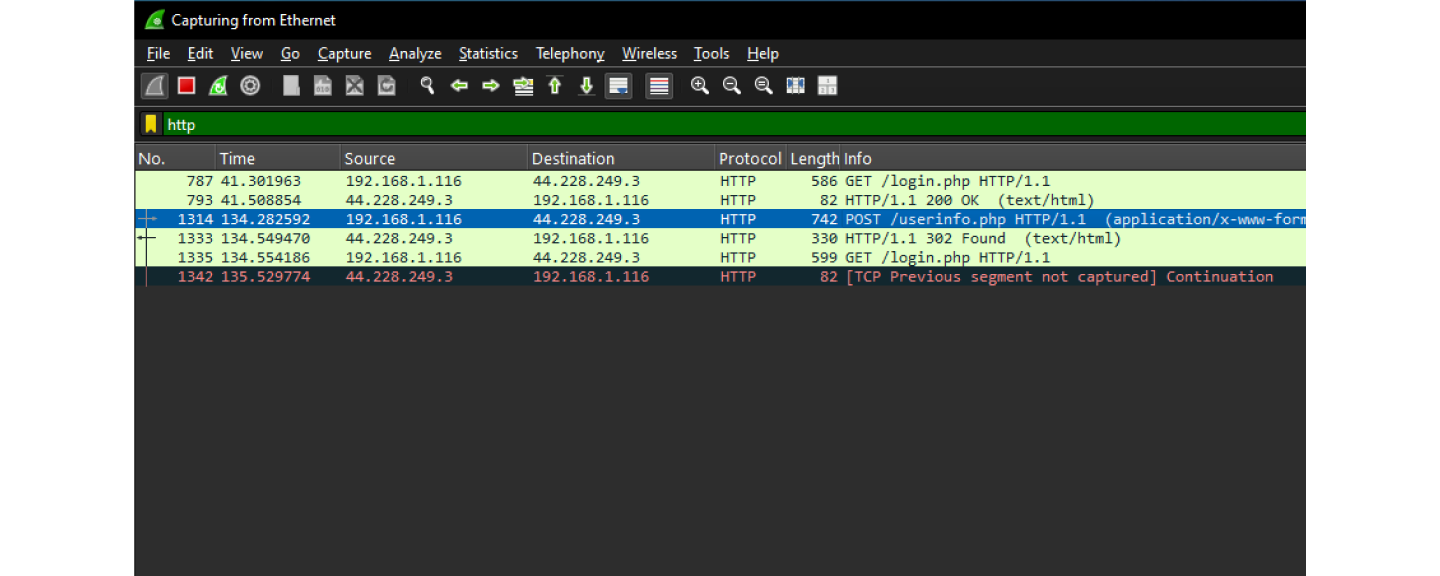 Capturing from Ethernet
File Edit View Go Capture Analyze Statistics Telephony Wireless Tools Help
http
No. Time Source Destination Protocol Length Info
787 41.301963 192.168.1.116 44.228.249.3 HTTP 586 GET /login.php HTTP/1.1
793 41.508854 44.228.249.3 192.168.1.116 HTTP 82 HTTP/1.1 200 OK (text/html)
1314 134.282592 192.168.1.116 44.228.249.3 HTTP 742 POST /userinfo.php HTTP/1.1 (application/x-www-form
1333 134.549470 44.228.249.3 192.168.1.116 HTTP 330 HTTP/1.1 302 Found (text/html)
1335 134.554186 192.168.1.116 44.228.249.3 HTTP 599 GET /login.php HTTP/1.1
1342 135.529774 44.228.249.3 192.168.1.116 HTTP 82 [TCP Previous segment not captured] Continuation